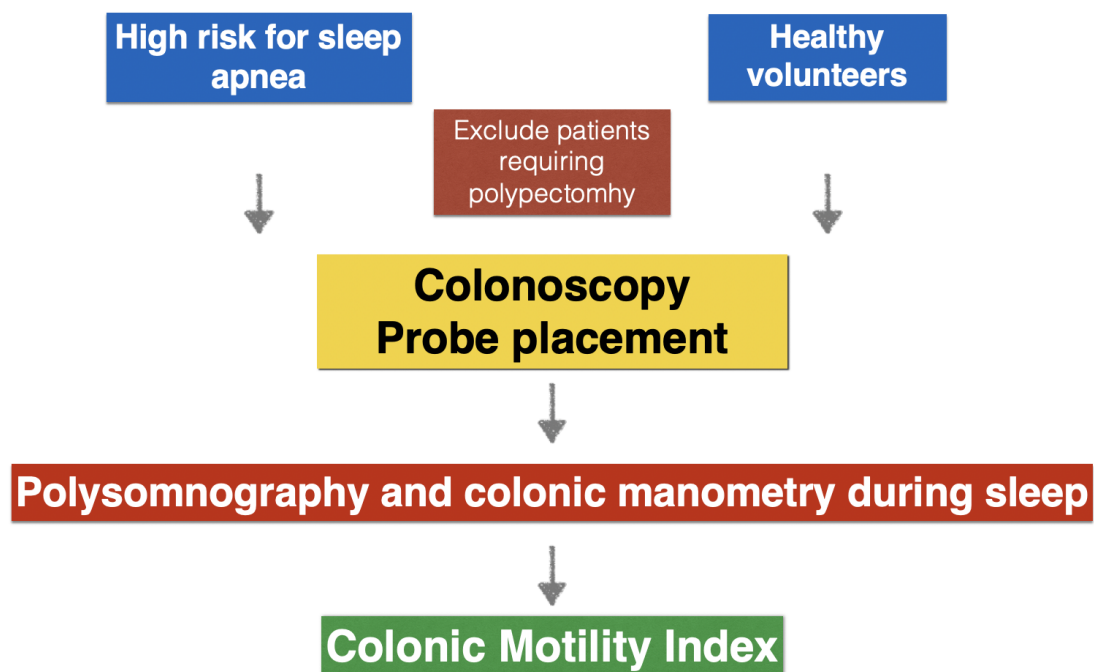 High risk for sleep
apnea
Healthy
volunteers
Exclude patients
requiring
polypectomhy
Colonoscopy
Probe placement
Polysomnography and colonic manometry during sleep
Colonic Motility Index